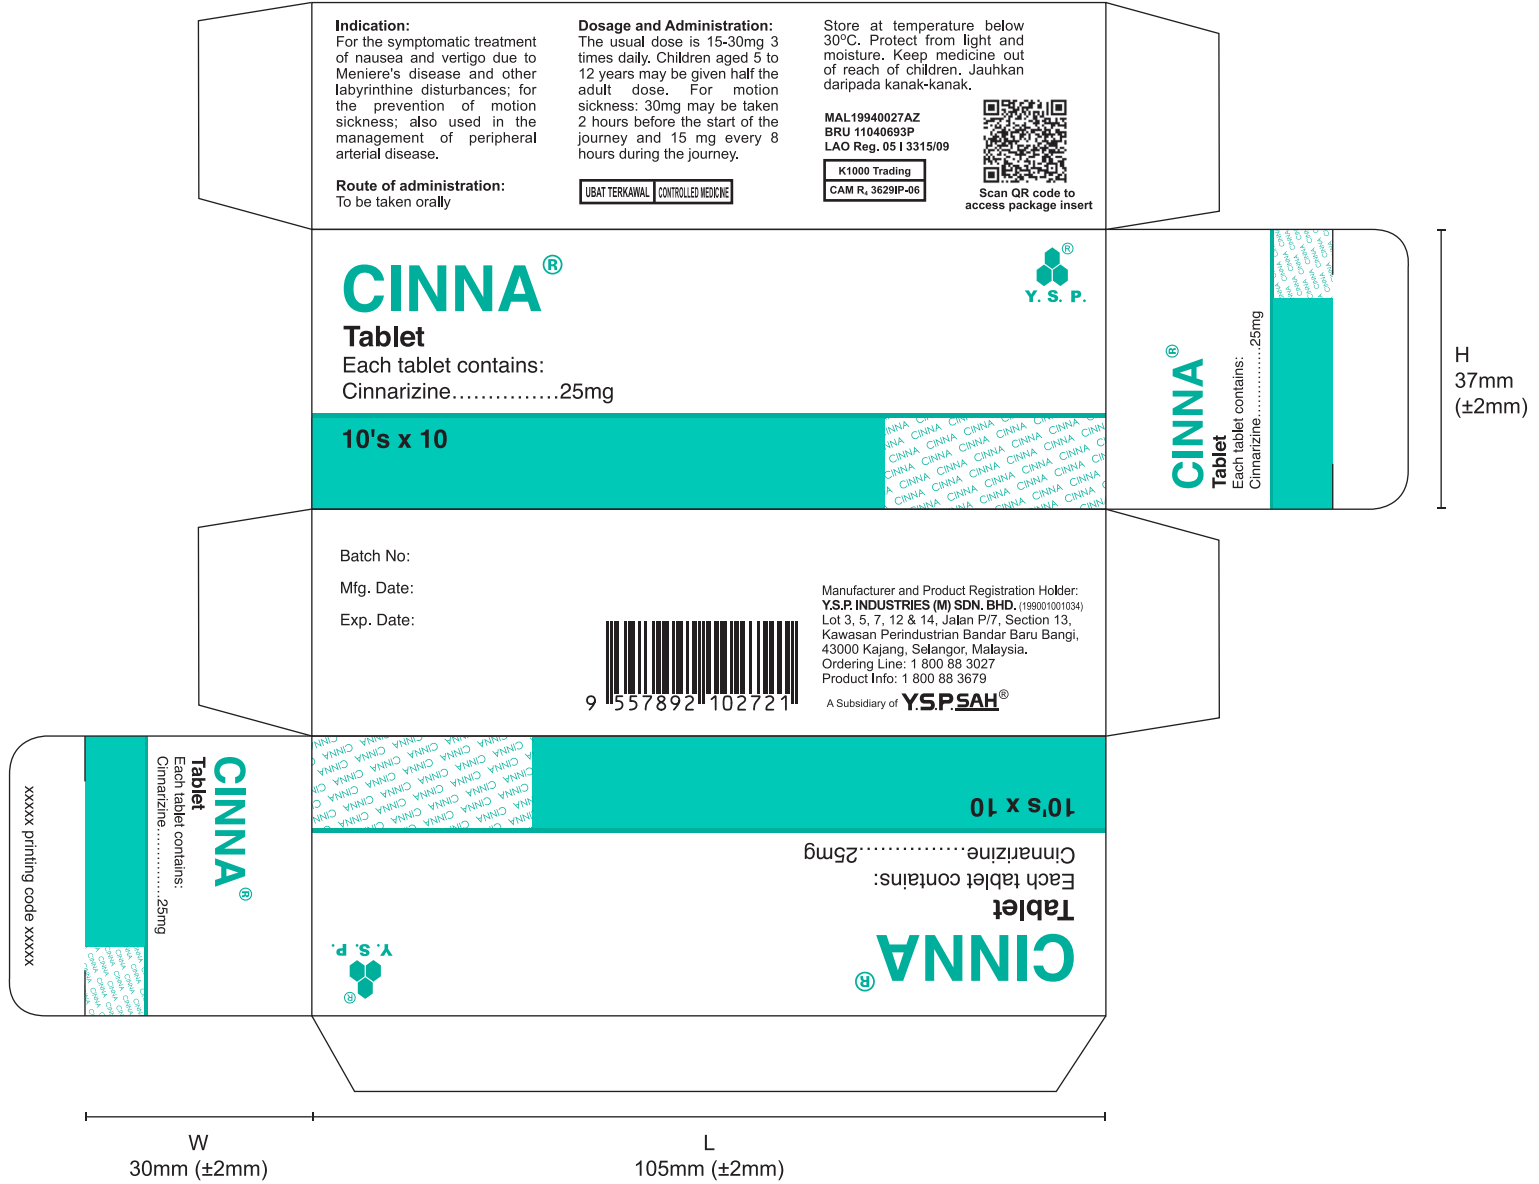 Indication:
For the symptomatic treatment
of nausea and vertigo due to
Meniere's disease and other
labyrinthine disturbances; for
the prevention of motion
sickness; also used in the
management of peripheral
arterial disease.
Route of administration:
To be taken orally
Dosage and Administration:
The usual dose is 15-30mg 3
times daily. Children aged 5 to
12 years may be given half the
adult dose. For motion
sickness: 30mg may be taken
2 hours before the start of the
journey and 15 mg every 8
hours during the journey.
UBAT TERKAWAL CONTROLLED MEDICINE
Store at temperature below
30°C. Protect from light and
moisture. Keep medicine out
of reach of children. Jauhkan
daripada kanak-kanak.
MAL19940027AZ
BRU 11040693P
LAO Reg. 05 I 3315/09
K1000 Trading
CAM R₄ 3629IP-06
Scan QR code to
access package insert
CINNA®
Tablet
Each tablet contains:
Cinnarizine...............25mg
10's x 10
®
Y. S. P.
CINNA®
Tablet
Each tablet contains:
Cinnarizine...............25mg
H
37mm
(±2mm)
Batch No:
Mfg. Date:
Exp. Date:
9 557892 102721
Manufacturer and Product Registration Holder:
Y.S.P. INDUSTRIES (M) SDN. BHD. (199001001034)
Lot 3, 5, 7, 12 & 14, Jalan P/7, Section 13,
Kawasan Perindustrian Bandar Baru Bangi,
43000 Kajang, Selangor, Malaysia.
Ordering Line: 1 800 88 3027
Product Info: 1 800 88 3679
A Subsidiary of Y.S.P.SAH®
CINNA®
Tablet
Each tablet contains:
Cinnarizine...............25mg
xxxxx printing code xxxxx
CINNA®
Tablet
Each tablet contains:
Cinnarizine...............25mg
10's x 10
®
Y. S. P.
W
30mm (±2mm)
L
105mm (±2mm)